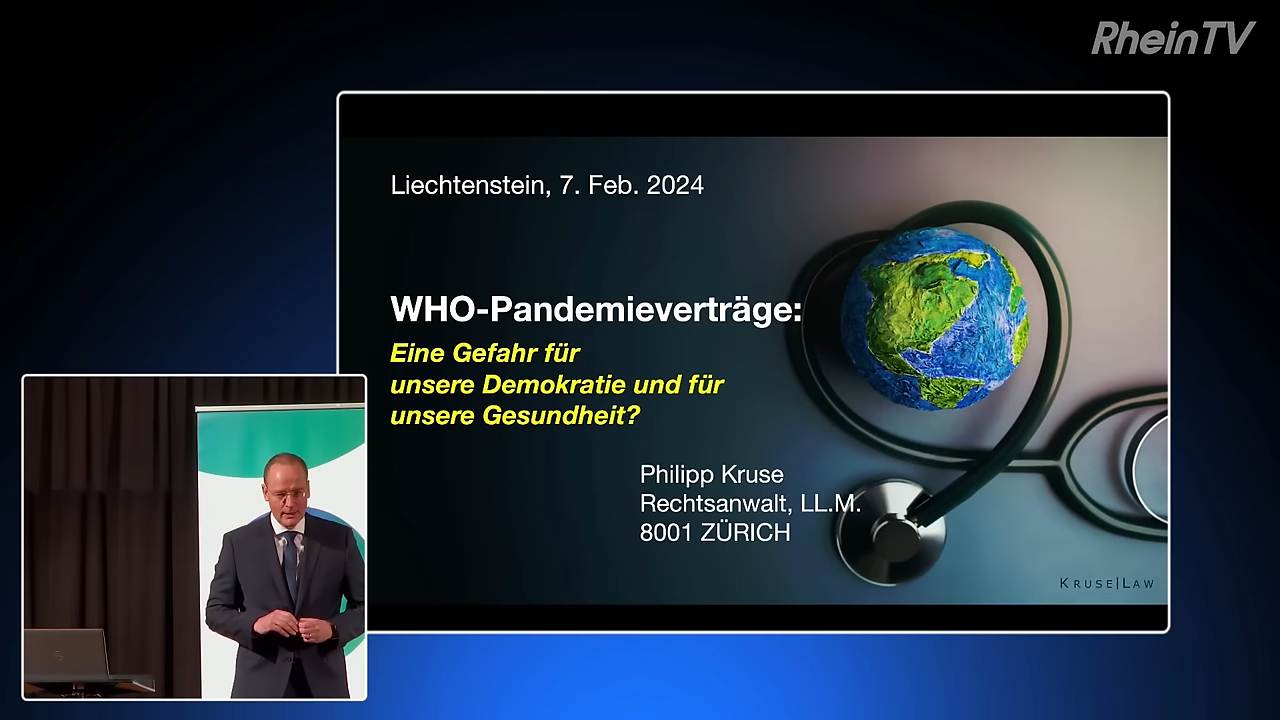 RheinTV
Liechtenstein, 7. Feb. 2024
WHO-Pandemieverträge:
Eine Gefahr für
unsere Demokratie und für
unsere Gesundheit?
Philipp Kruse
Rechtsanwalt, LL.M.
8001 ZÜRICH
KRUSE|LAW